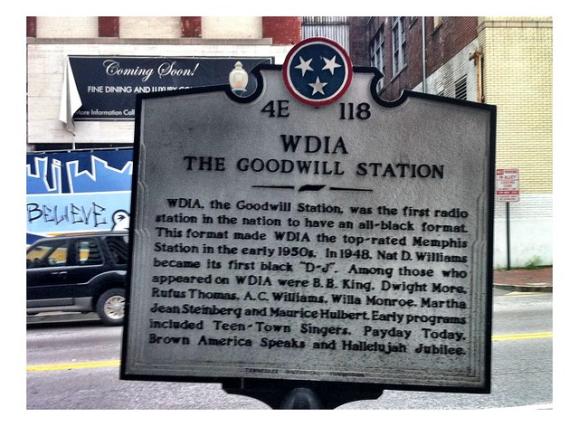 Coming Soon!
FINE DINING AND LUXURY
More Information Call
4E 118
WDIA
THE GOODWILL STATION
WDIA, the Goodwill Station, was the first radio
station in the nation to have an all-black format.
This format made WDIA the top-rated Memphis
Station in the early 1950s. In 1948, Nat D. Williams
became its first black "D-J". Among those who
appeared on WDIA were B.B. King, Dwight More,
Rufus Thomas, A.C. Williams, Willa Monroe, Martha
Jean Steinberg and Maurice Hulbert. Early programs
included Teen-Town Singers, Payday Today,
Brown America Speaks and Hallelujah Jubilee.
TENNESSEE HISTORICAL COMMISSION
BELIEVE